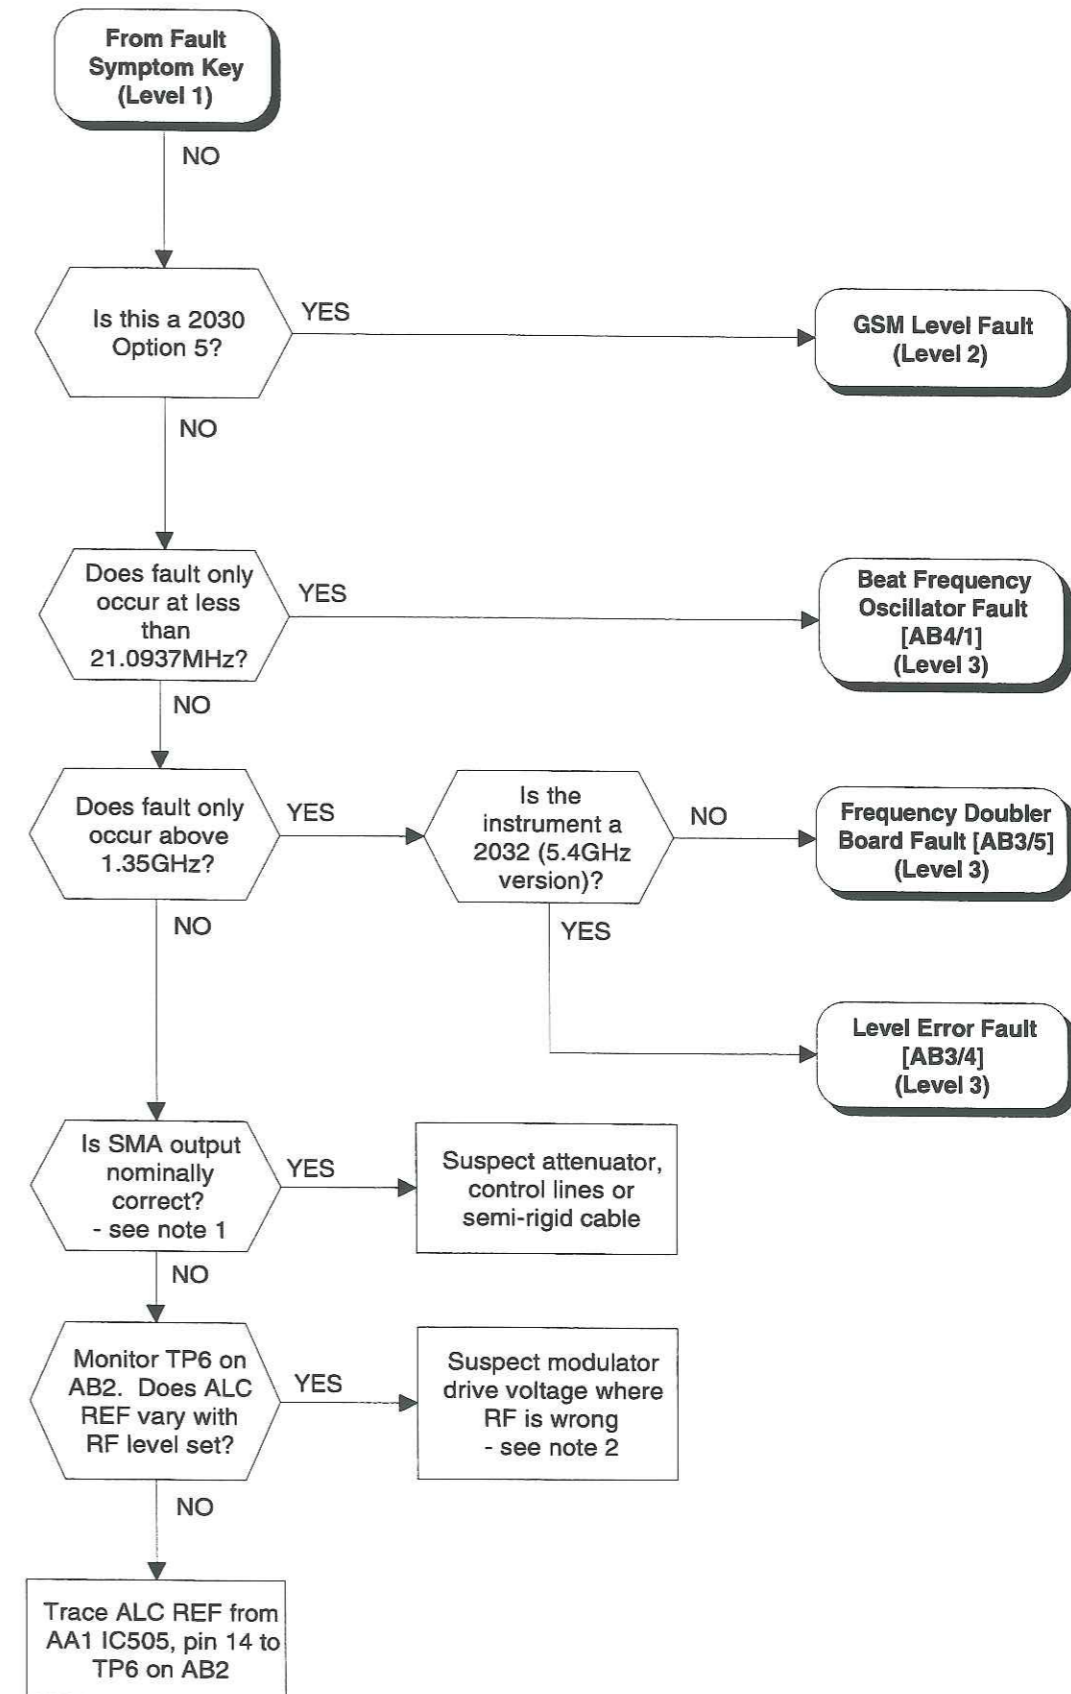 From Fault
Symptom Key
(Level 1)
NO
Is this a 2030
Option 5?
YES
GSM Level Fault
(Level 2)
NO
Does fault only
occur at less
than
21.0937MHz?
YES
Beat Frequency
Oscillator Fault
[AB4/1]
(Level 3)
NO
Does fault only
occur above
1.35GHz?
YES
Is the
instrument a
2032 (5.4GHz
version)?
NO
Frequency Doubler
Board Fault [AB3/5]
(Level 3)
NO
YES
Level Error Fault
[AB3/4]
(Level 3)
Is SMA output
nominally
correct?
- see note 1
YES
Suspect attenuator,
control lines or
semi-rigid cable
NO
Monitor TP6 on
AB2. Does ALC
REF vary with
RF level set?
YES
Suspect modulator
drive voltage where
RF is wrong
- see note 2
NO
Trace ALC REF from
AA1 IC505, pin 14 to
TP6 on AB2